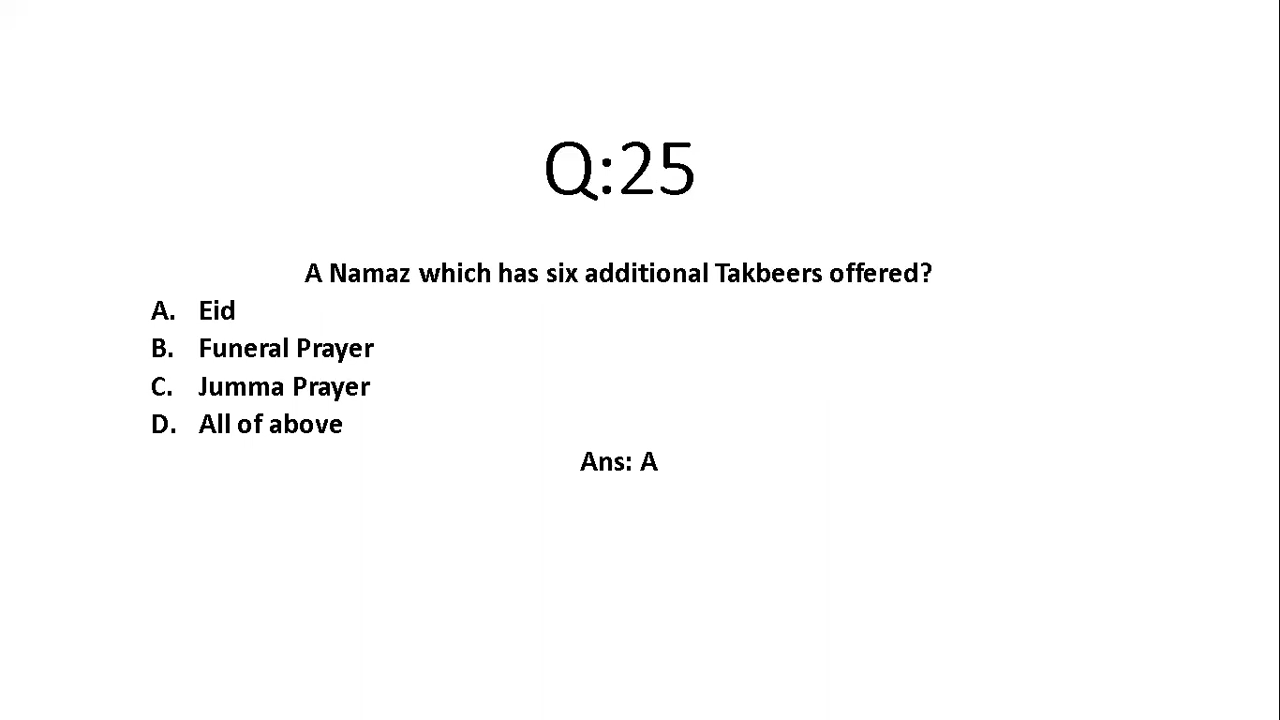 Q:25
A Namaz which has six additional Takbeers offered?
A. Eid
B. Funeral Prayer
C. Jumma Prayer
D. All of above
Ans: A